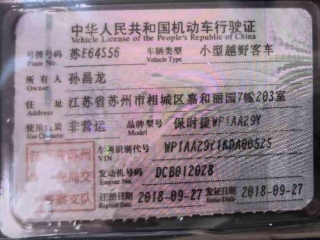 中华人民共和国机动车行驶证
Vehicle License of the People's Republic of China
号牌号码 苏E64S56 车辆类型 小型越野客车
Plate No. Vehicle Type
所有人 孙昌龙
Owner
住址 江苏省苏州市相城区嘉和丽园7幢203室
Address
使用性质 非营运 品牌型号 保时捷WP1AA29Y
Model
车辆识别代号 WP1AA29Y1KDA00525
VIN
发动机号码 DCB012028
Engine No.
注册日期 2018-09-27 发证日期 2018-09-27
江苏省苏州